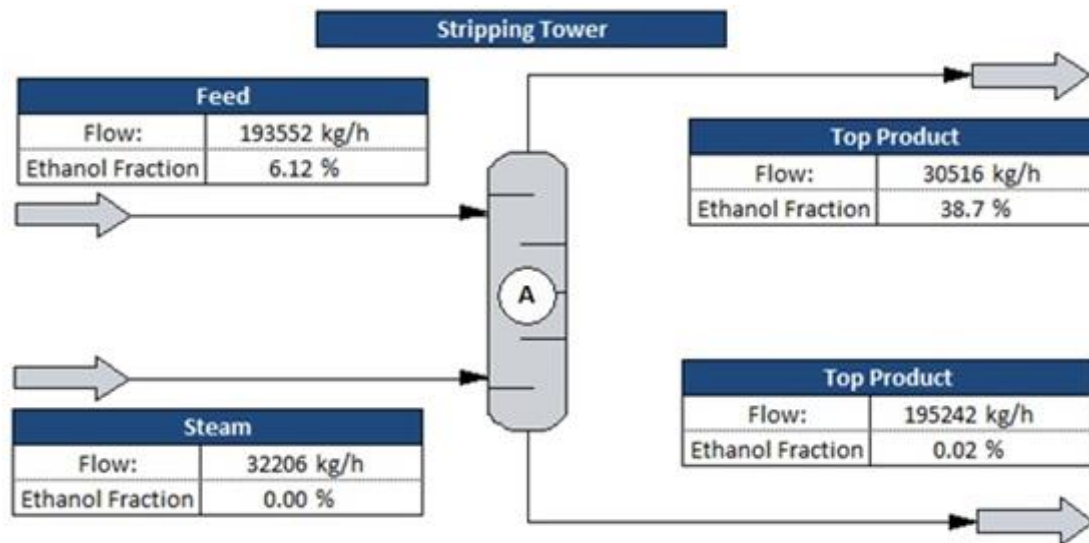 Stripping Tower
Feed
Flow: 193552 kg/h
Ethanol Fraction 6.12 %
Top Product
Flow: 30516 kg/h
Ethanol Fraction 38.7 %
A
Steam
Flow: 32206 kg/h
Ethanol Fraction 0.00 %
Top Product
Flow: 195242 kg/h
Ethanol Fraction 0.02 %